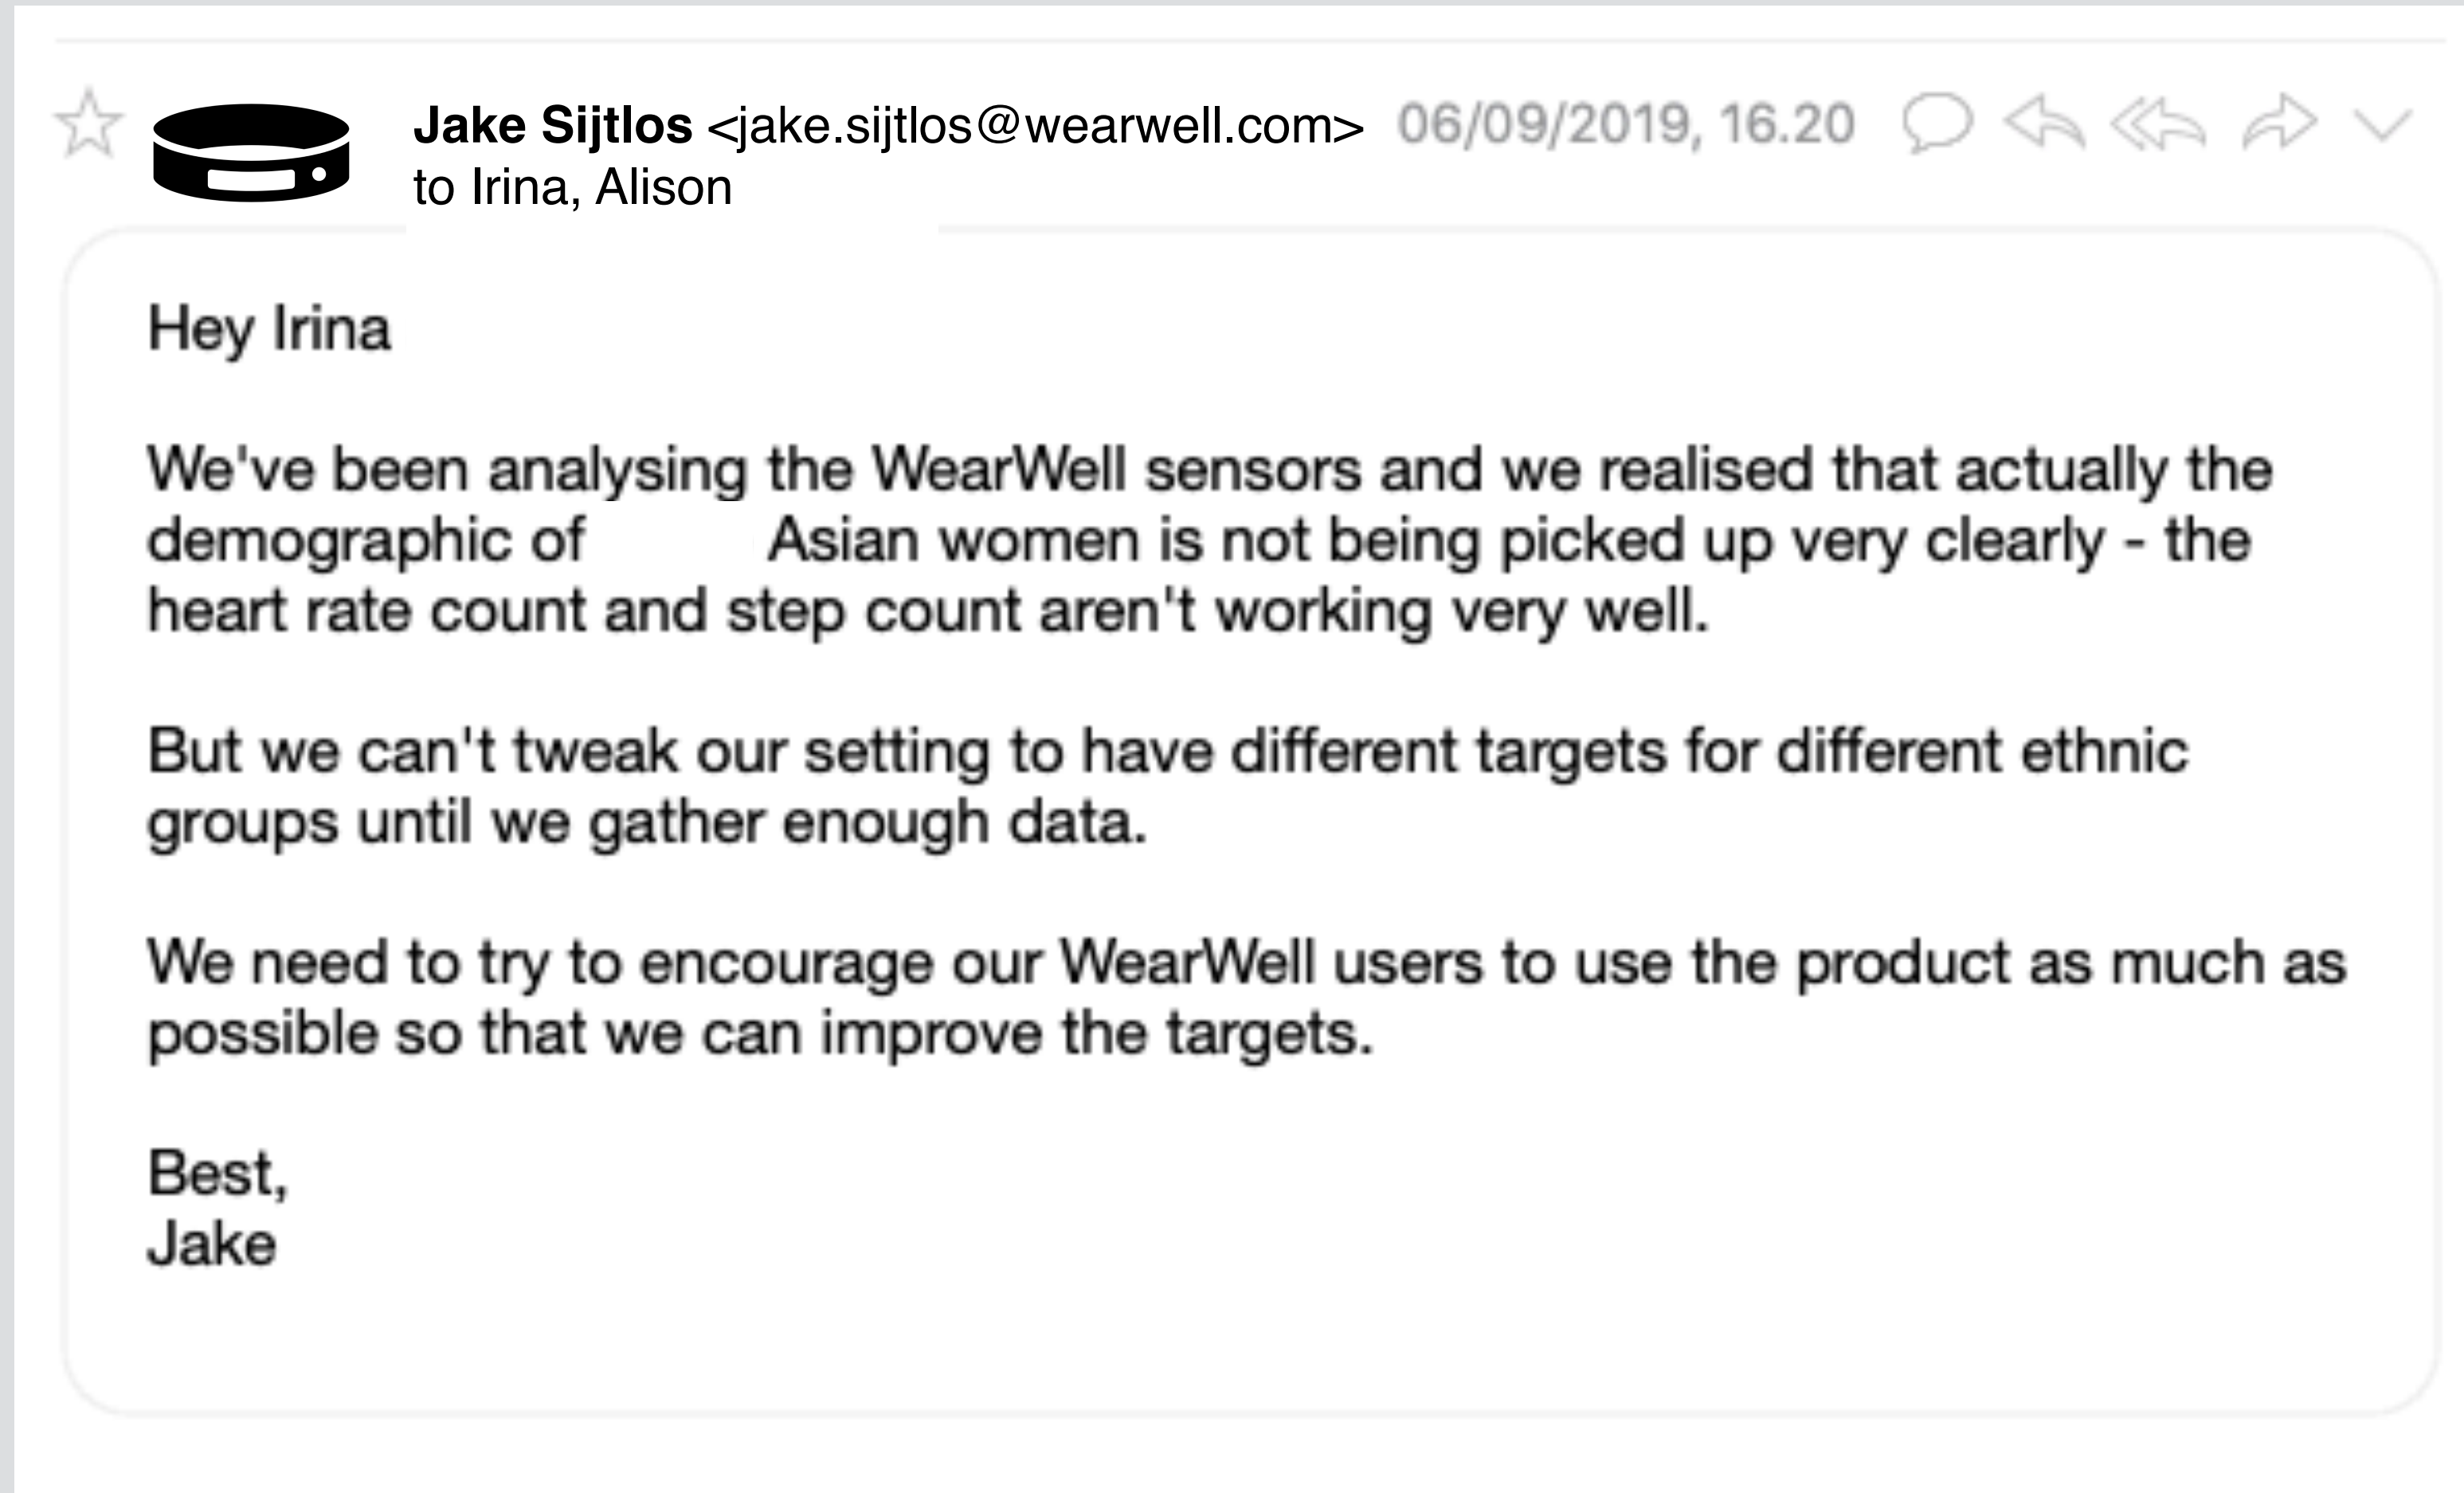 Jake Sijtlos <jake.sijtlos@wearwell.com> 06/09/2019, 16.20
to Irina, Alison
Hey Irina
We've been analysing the WearWell sensors and we realised that actually the
demographic of Asian women is not being picked up very clearly - the
heart rate count and step count aren't working very well.
But we can't tweak our setting to have different targets for different ethnic
groups until we gather enough data.
We need to try to encourage our WearWell users to use the product as much as
possible so that we can improve the targets.
Best,
Jake